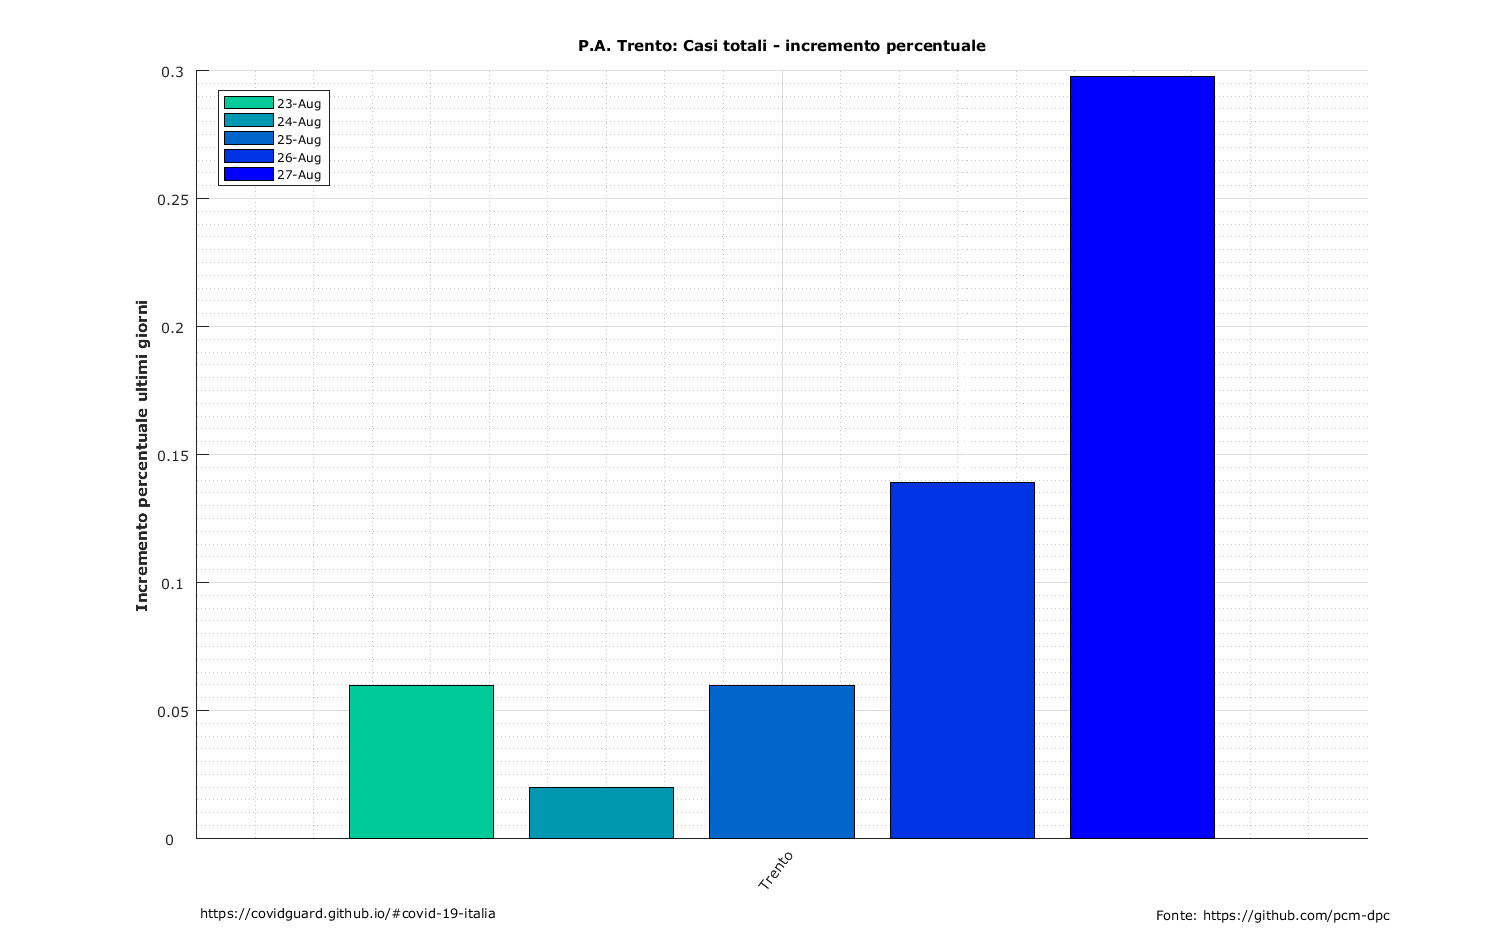 P.A. Trento: Casi totali - incremento percentuale
0.3
0.25
0.2
0.15
0.1
0.05
0
23-Aug
24-Aug
25-Aug
26-Aug
27-Aug
Incremento percentuale ultimi giorni
Trento
https://covidguard.github.io/#covid-19-italia
Fonte: https://github.com/pcm-dpc